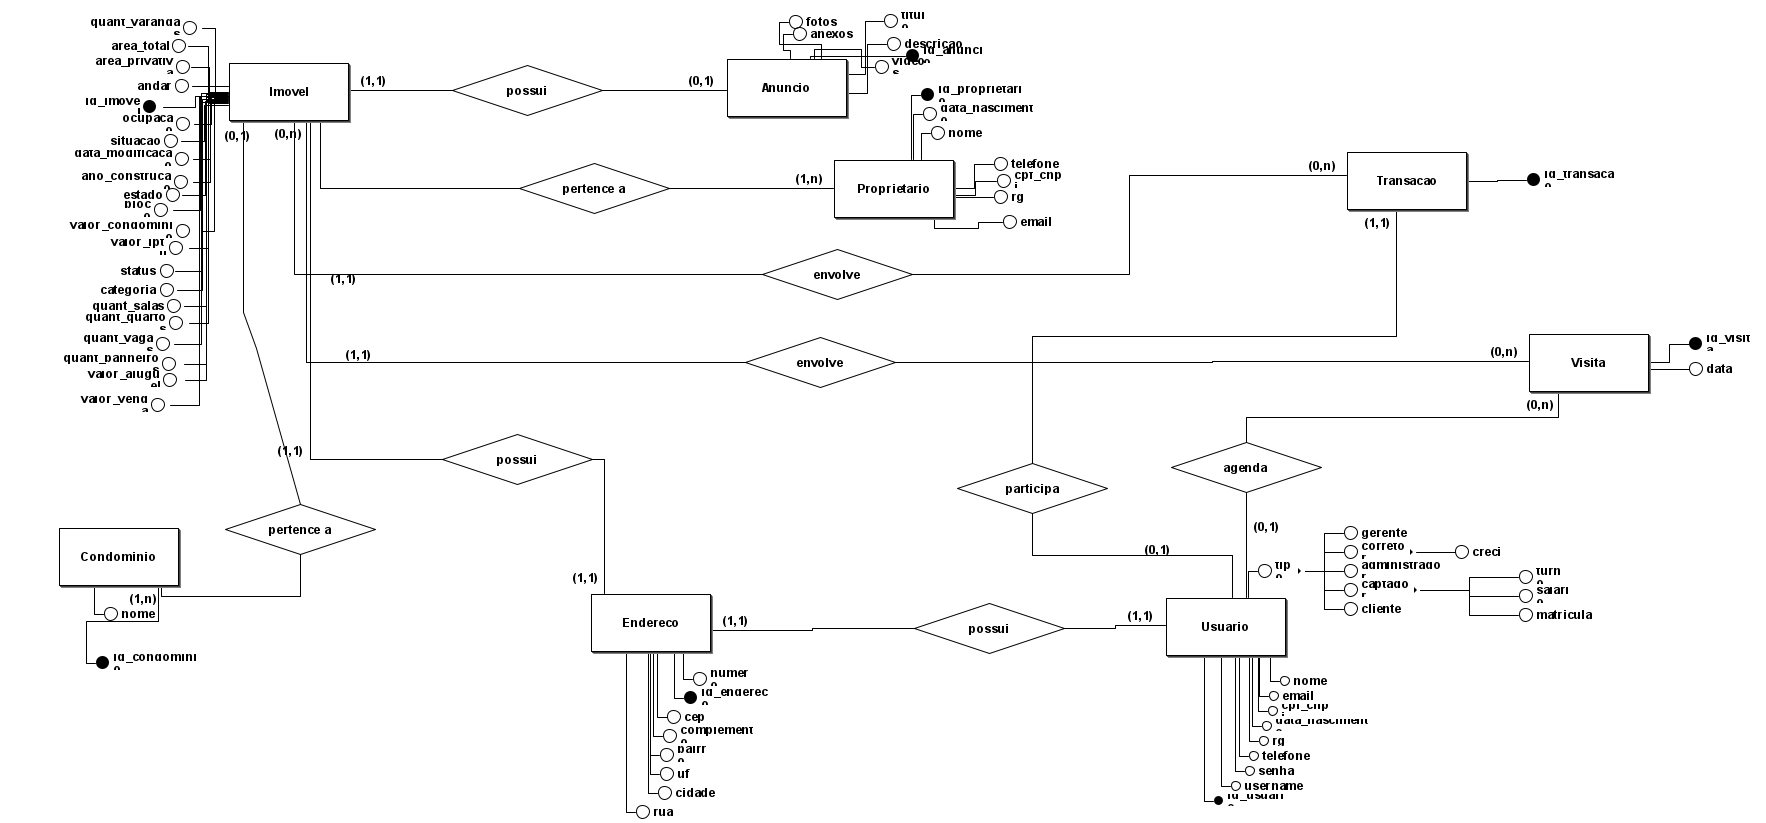 quant_varanda
s
area_total
area_privativ
a
andar
id_imove
l
ocupaca
o
situacao
data_modificaca
o
ano_construca
o
estado
bloc
o
valor_condomini
o
valor_ipt
u
status
categoria
quant_salas
quant_quarto
s
quant_vaga
s
quant_banheiro
s
valor_alugu
el
valor_vend
a
Imovel
(1,1)
possui
(0,1)
Anuncio
fotos
anexos
titul
o
descricao
id_anunci
o
video
s
(0,1)
(0,n)
pertence a
(1,n)
Proprietario
id_proprietari
o
data_nasciment
o
nome
telefone
cpf_cnp
j
rg
email
(0,n)
Transacao
id_transaca
o
(1,1)
(1,1)
envolve
(1,1)
envolve
(0,n)
Visita
id_visit
a
data
(0,n)
(1,1)
possui
participa
agenda
pertence a
(0,1)
(0,1)
Condominio
(1,n)
nome
id_condomini
o
(1,1)
Endereco
(1,1)
possui
(1,1)
Usuario
tip
o
gerente
correto
r
creci
administrado
r
captado
r
cliente
turn
o
salari
o
matricula
numer
o
id_enderec
o
cep
complement
o
bairr
o
uf
cidade
rua
nome
email
cpf_cnp
j
data_nasciment
o
rg
telefone
senha
username
id_usuari
o